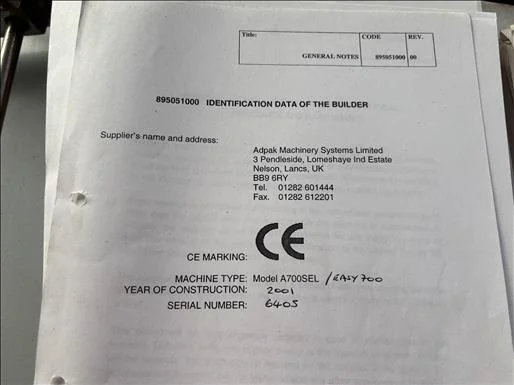 Title:
CODE
REV.
GENERAL NOTES
895051000
00
895051000 IDENTIFICATION DATA OF THE BUILDER
Supplier's name and address:
Adpak Machinery Systems Limited
3 Pendleside, Lomeshaye Ind Estate
Nelson, Lancs, UK
BB9 6RY
Tel. 01282 601444
Fax. 01282 612201
CE MARKING: CE
MACHINE TYPE: Model A700SEL / EASY 700
YEAR OF CONSTRUCTION: 2001
SERIAL NUMBER: 6405